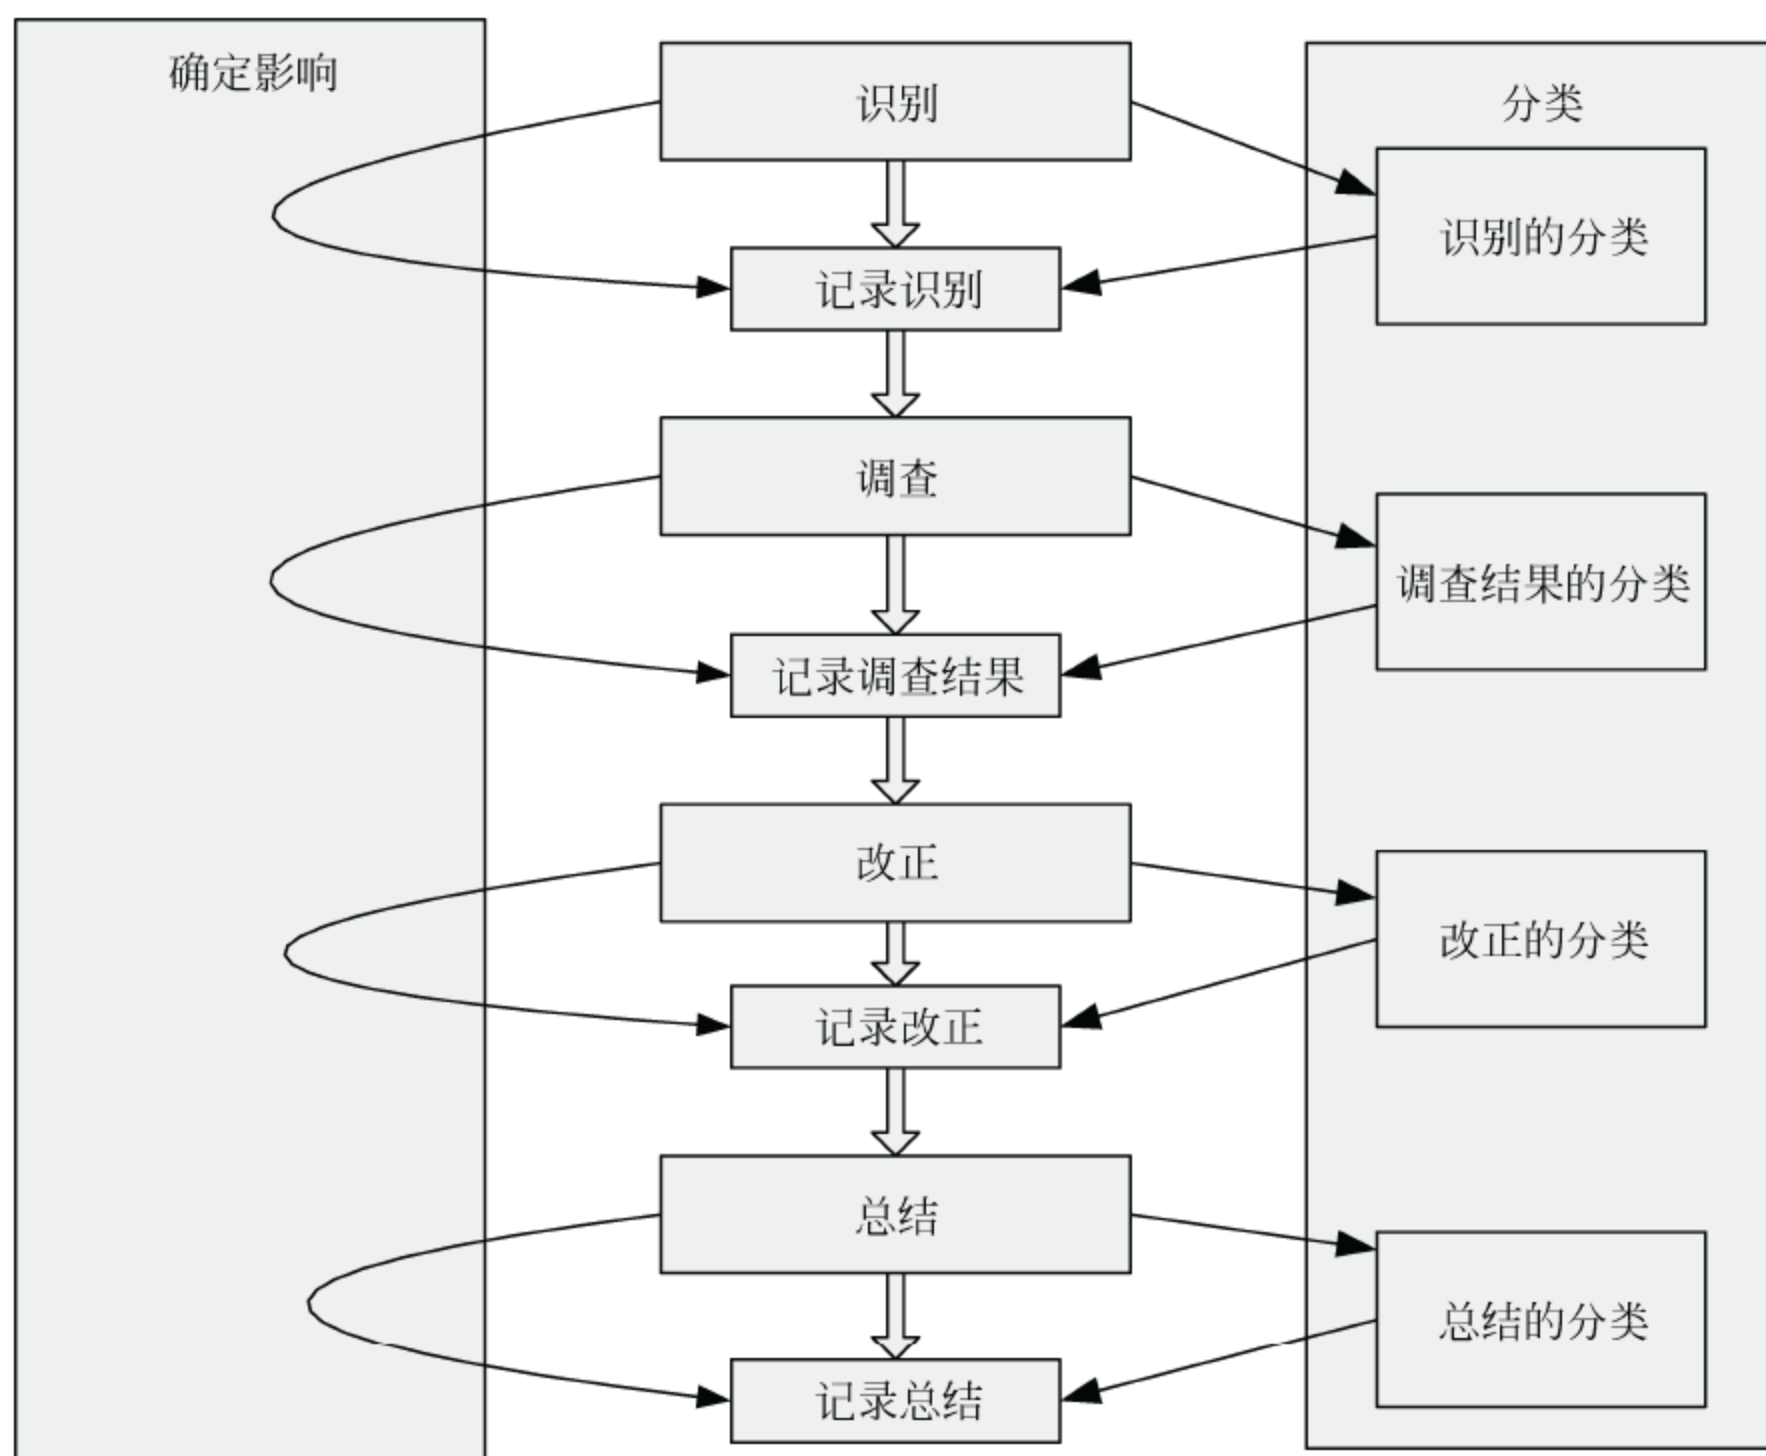 确定影响
识别
分类
识别的分类
记录识别
调查
调查结果的分类
记录调查结果
改正
改正的分类
记录改正
总结
总结的分类
记录总结